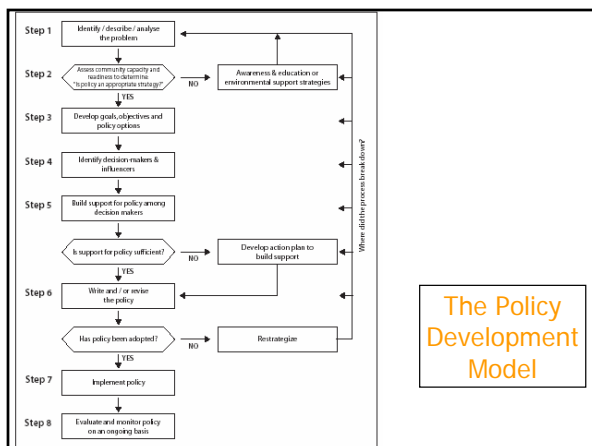 Step 1
Identify / describe / analyse
the problem
Step 2
Assess community capacity and
readiness to determine
"Is policy an appropriate strategy?"
NO
Awareness & education or
environmental support strategies
YES
Step 3
Develop goals, objectives and
policy options
Step 4
Identify decision-makers &
influencers
Step 5
Build support for policy among
decision makers
Is support for policy sufficient?
NO
Develop action plan to
build support
YES
Step 6
Write and / or revise
the policy
Has policy been adopted?
NO
Restrategize
YES
Step 7
Implement policy
Step 8
Evaluate and monitor policy
on an ongoing basis
Where did the process break down?
The Policy
Development
Model